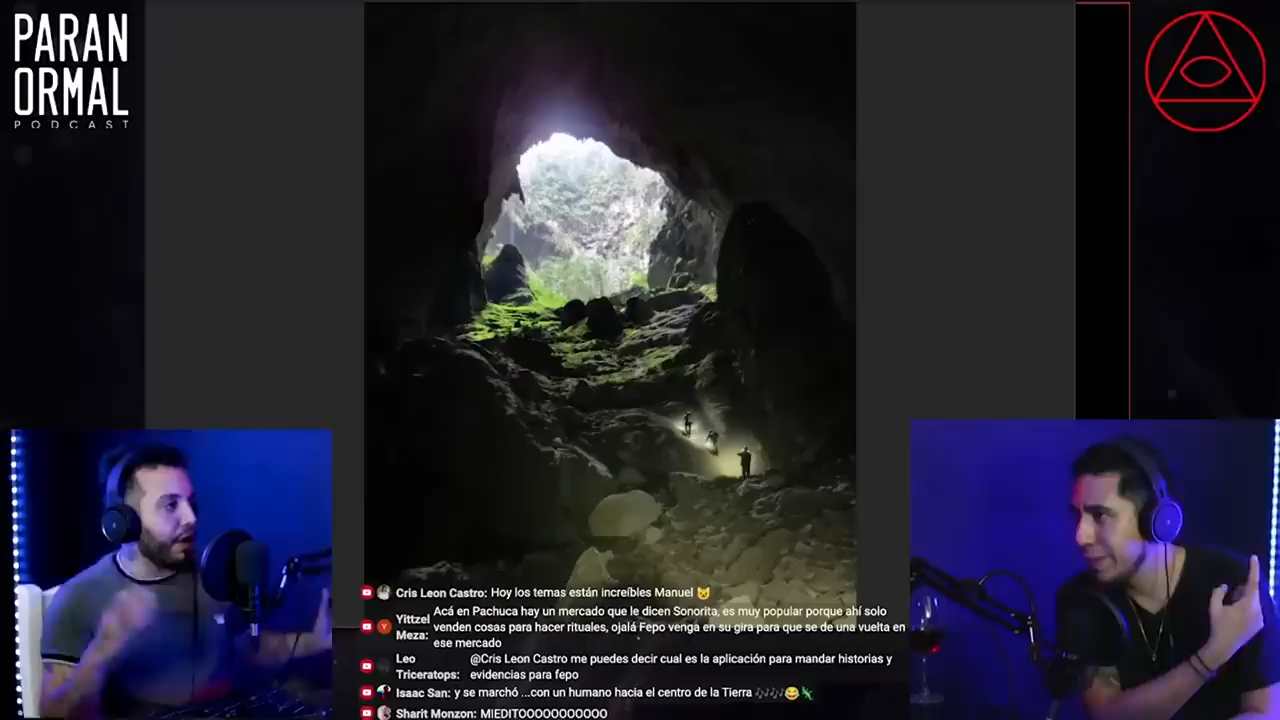 PARAN
ORMAL
PODCAST
Cris Leon Castro: Hoy los temas están increíbles Manuel 😺
Yittzel Meza: Acá en Pachuca hay un mercado que le dicen Sonorita, es muy popular porque ahí solo
venden cosas para hacer rituales, ojalá Fepo venga en su gira para que se de una vuelta en
ese mercado
Leo Triceratops: @Cris Leon Castro me puedes decir cual es la aplicación para mandar historias y
evidencias para fepo
Isaac San: y se marchó ...con un humano hacia el centro de la Tierra 🎶🎶😂🦎
Sharit Monzon: MIEDITOOOOOOOOOOO